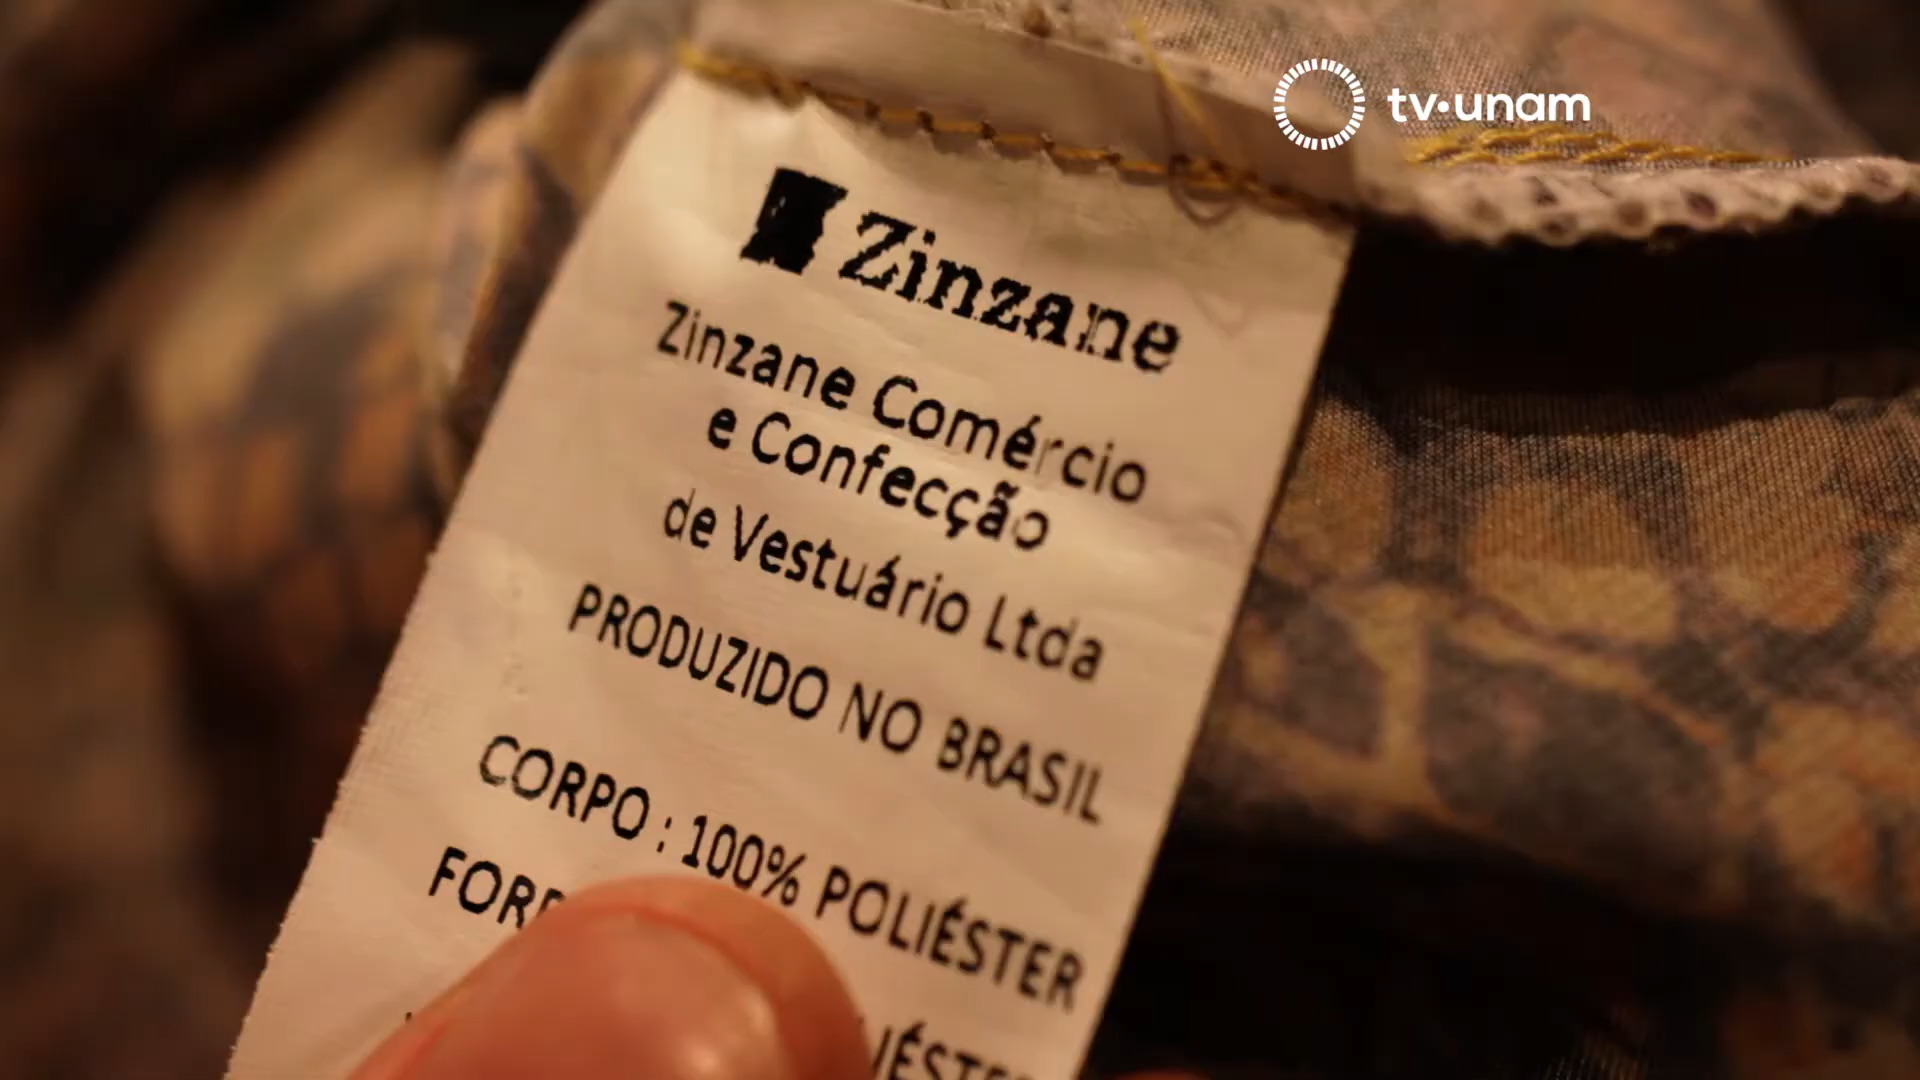 tv·unam
Zinzane
Zinzane Comércio
e Confecção
de Vestuário Ltda
PRODUZIDO NO BRASIL
CORPO : 100% POLIÉSTER